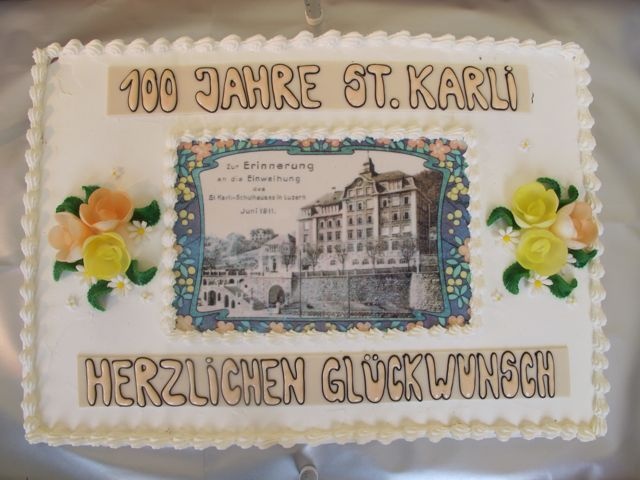 100 JAHRE ST. KARLI
Zur Erinnerung
an die Einweihung
des
St. Karli-Schulhauses in Luzern
Juni 1911.
HERZLICHEN GLÜCKWUNSCH